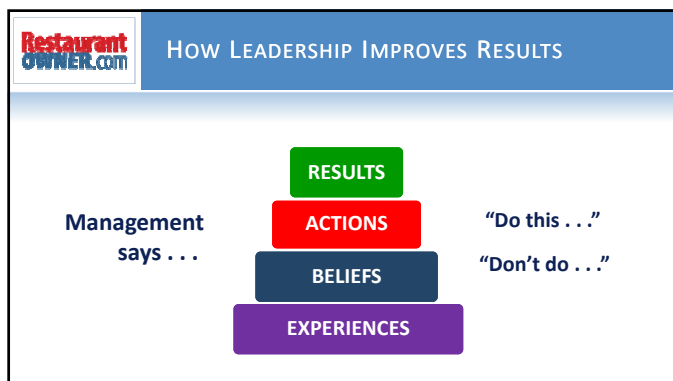 Restaurant
OWNER.com
HOW LEADERSHIP IMPROVES RESULTS
RESULTS
Management
says . . .
ACTIONS
“Do this . . .”
BELIEFS
“Don’t do . . .”
EXPERIENCES